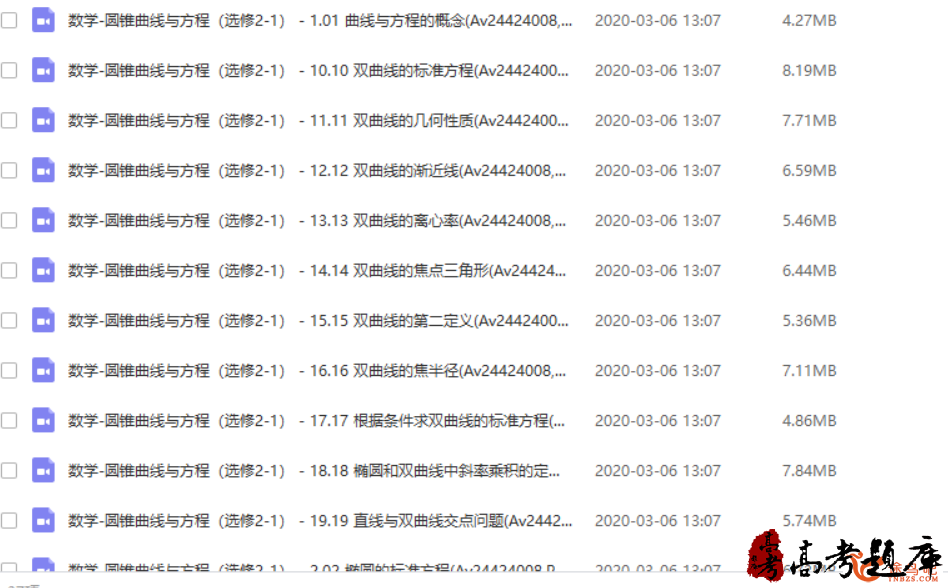 数学-圆锥曲线与方程（选修2-1） - 1.01 曲线与方程的概念(Av24424008,... 2020-03-06 13:07 4.27MB
数学-圆锥曲线与方程（选修2-1） - 10.10 双曲线的标准方程(Av2442400... 2020-03-06 13:07 8.19MB
数学-圆锥曲线与方程（选修2-1） - 11.11 双曲线的几何性质(Av2442400... 2020-03-06 13:07 7.71MB
数学-圆锥曲线与方程（选修2-1） - 12.12 双曲线的渐近线(Av24424008,... 2020-03-06 13:07 6.59MB
数学-圆锥曲线与方程（选修2-1） - 13.13 双曲线的离心率(Av24424008,... 2020-03-06 13:07 5.46MB
数学-圆锥曲线与方程（选修2-1） - 14.14 双曲线的焦点三角形(Av24424... 2020-03-06 13:07 6.44MB
数学-圆锥曲线与方程（选修2-1） - 15.15 双曲线的第二定义(Av2442400... 2020-03-06 13:07 5.36MB
数学-圆锥曲线与方程（选修2-1） - 16.16 双曲线的焦半径(Av24424008,... 2020-03-06 13:07 7.11MB
数学-圆锥曲线与方程（选修2-1） - 17.17 根据条件求双曲线的标准方程(... 2020-03-06 13:07 4.86MB
数学-圆锥曲线与方程（选修2-1） - 18.18 椭圆和双曲线中斜率乘积的定... 2020-03-06 13:07 7.84MB
数学-圆锥曲线与方程（选修2-1） - 19.19 直线与双曲线交点问题(Av2442... 2020-03-06 13:07 5.74MB
数学-圆锥曲线与方程（选修2-1） - 2.02 椭圆的标准方程(Av24424008,P... 2020-03-06 13:07
高考 高考题库